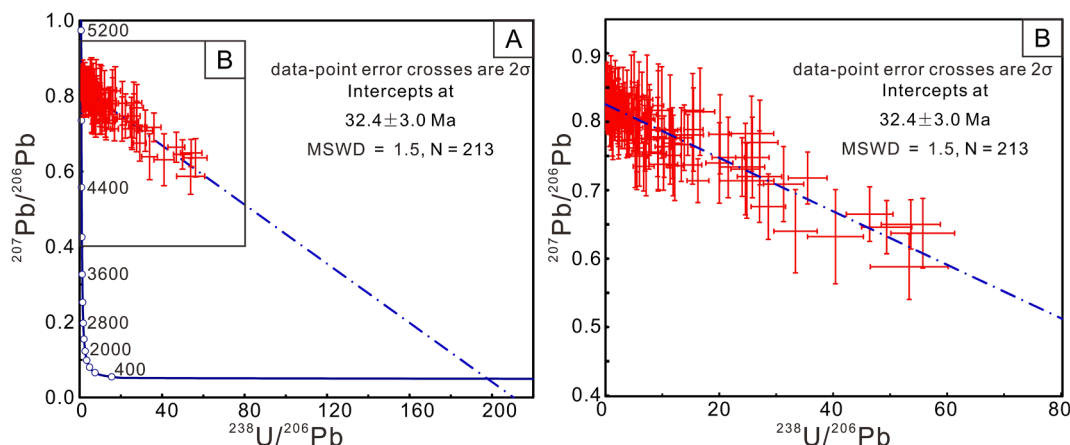 A
B
data-point error crosses are 2σ
Intercepts at
32.4±3.0 Ma
MSWD = 1.5, N = 213
5200
4400
3600
2800
2000
400
1.0
0.8
0.6
0.4
0.2
0.0
0
40
80
120
160
200
²⁰⁷Pb/²⁰⁶Pb
²³⁸U/²⁰⁶Pb
B
data-point error crosses are 2σ
Intercepts at
32.4±3.0 Ma
MSWD = 1.5, N = 213
0.9
0.8
0.7
0.6
0.5
0.4
0
20
40
60
80
²⁰⁷Pb/²⁰⁶Pb
²³⁸U/²⁰⁶Pb